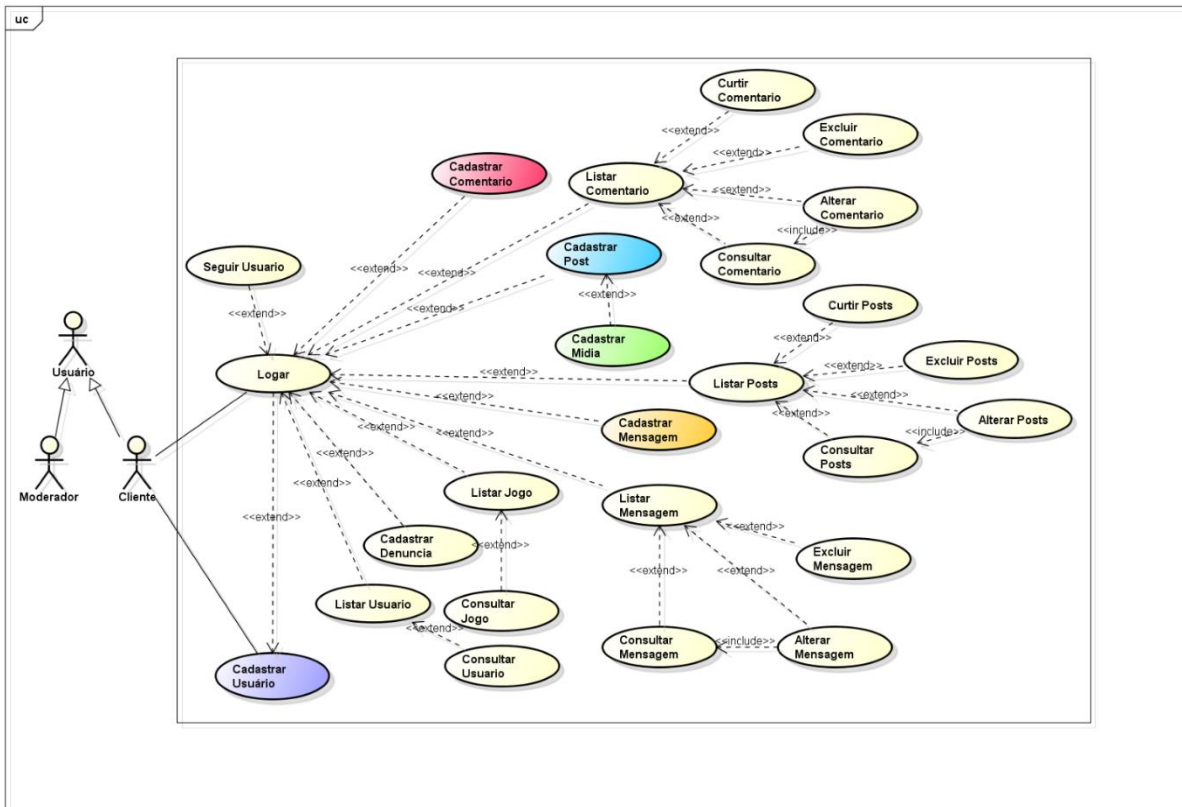 uc
Curtir
Comentario
<<extend>>
Excluir
Comentario
<<extend>>
Cadastrar
Comentario
Listar
Comentario
<<extend>>
Alterar
Comentario
<<extend>>
<<include>>
Cadastrar
Post
Consultar
Comentario
Seguir Usuario
<<extend>>
<<extend>>
<<extend>>
<<extend>>
Curtir Posts
<<extend>>
Cadastrar
Midia
<<extend>>
Usuário
Logar
<<extend>>
Listar Posts
<<extend>>
Excluir Posts
<<extend>>
<<extend>>
Alterar Posts
<<extend>>
Cadastrar
Mensagem
<<extend>>
<<extend>>
<<include>>
Consultar
Posts
<<extend>>
Moderador
Cliente
Listar Jogo
Listar
Mensagem
<<extend>>
<<extend>>
Cadastrar
Denuncia
<<extend>>
<<extend>>
Excluir
Mensagem
<<extend>>
<<extend>>
Listar Usuario
Consultar
Jogo
<<extend>>
Consultar
Mensagem
<<include>>
Alterar
Mensagem
Consultar
Usuario
Cadastrar
Usuário